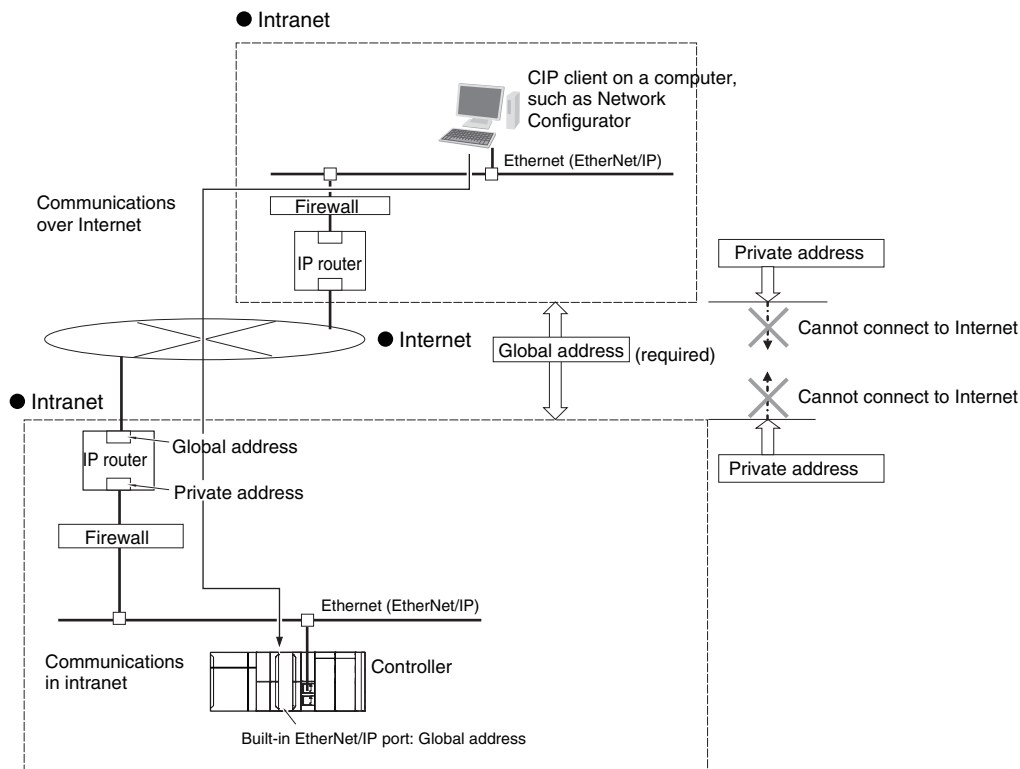 ● Intranet
CIP client on a computer,
such as Network
Configurator
Ethernet (EtherNet/IP)
Communications
over Internet
Firewall
IP router
Private address
Cannot connect to Internet
● Internet
Global address (required)
Cannot connect to Internet
● Intranet
Private address
Global address
IP router
Private address
Firewall
Ethernet (EtherNet/IP)
Communications
in intranet
Controller
Built-in EtherNet/IP port: Global address